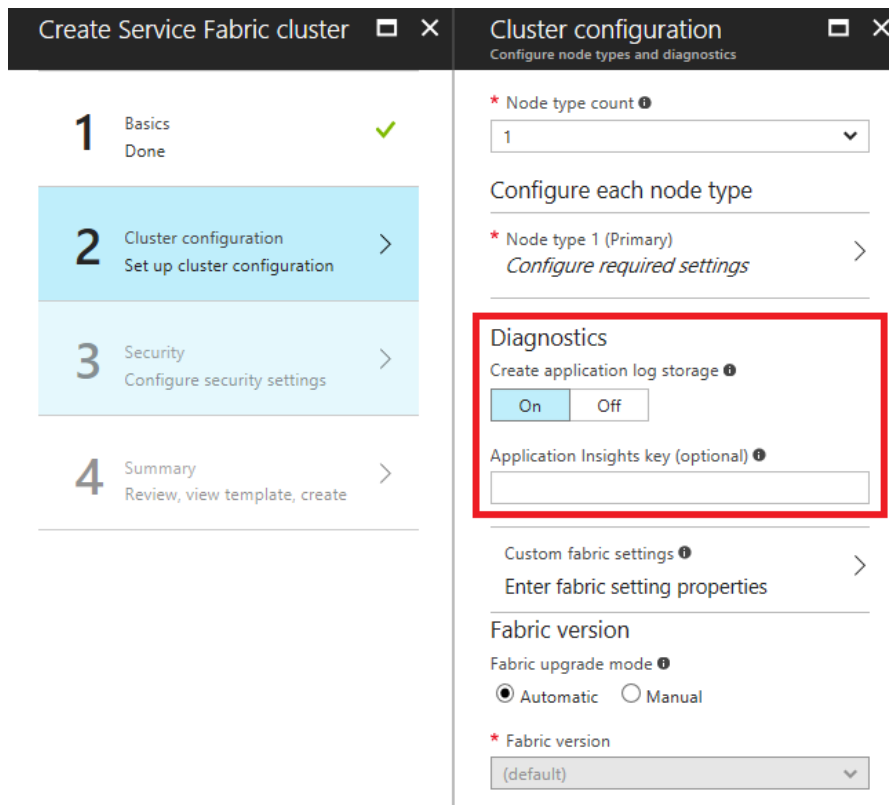 Create Service Fabric cluster
1
Basics
Done
2
Cluster configuration
Set up cluster configuration
3
Security
Configure security settings
4
Summary
Review, view template, create
Cluster configuration
Configure node types and diagnostics
* Node type count
1
Configure each node type
* Node type 1 (Primary)
Configure required settings
Diagnostics
Create application log storage
On Off
Application Insights key (optional)
Custom fabric settings
Enter fabric setting properties
Fabric version
Fabric upgrade mode
Automatic Manual
* Fabric version
(default)